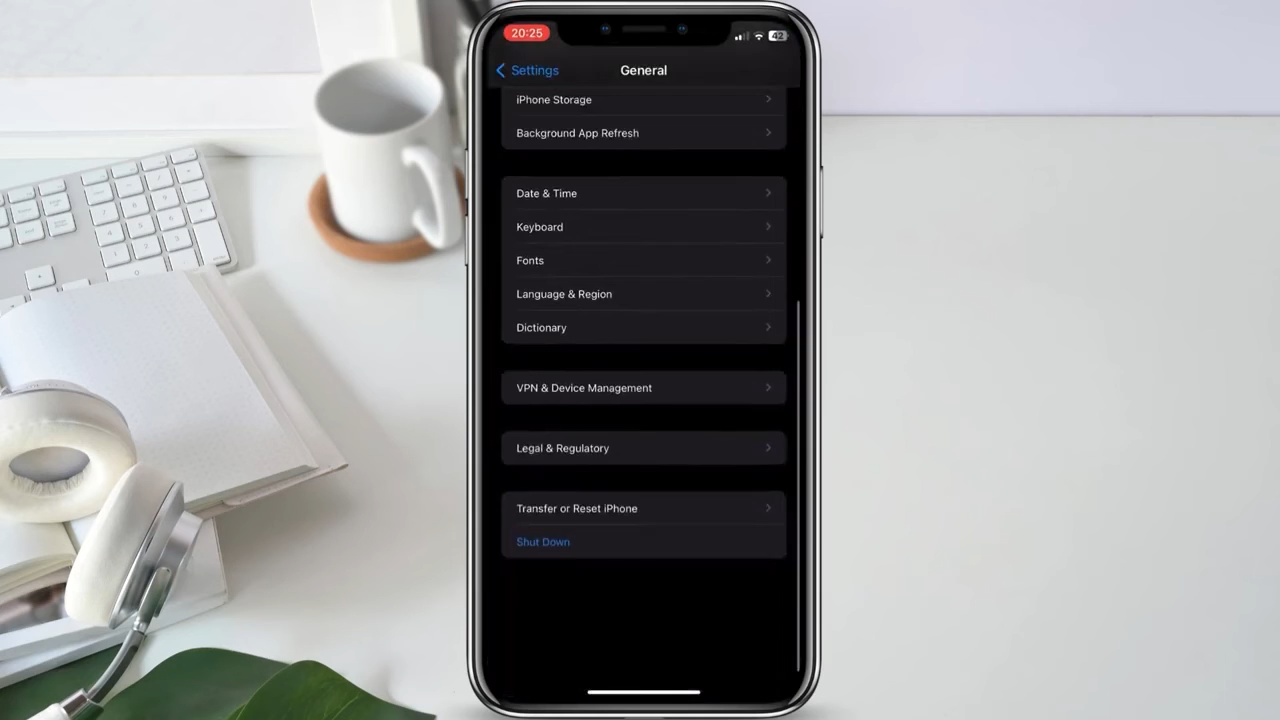 20:25
42
Settings
General
iPhone Storage
Background App Refresh
Date & Time
Keyboard
Fonts
Language & Region
Dictionary
VPN & Device Management
Legal & Regulatory
Transfer or Reset iPhone
Shut Down